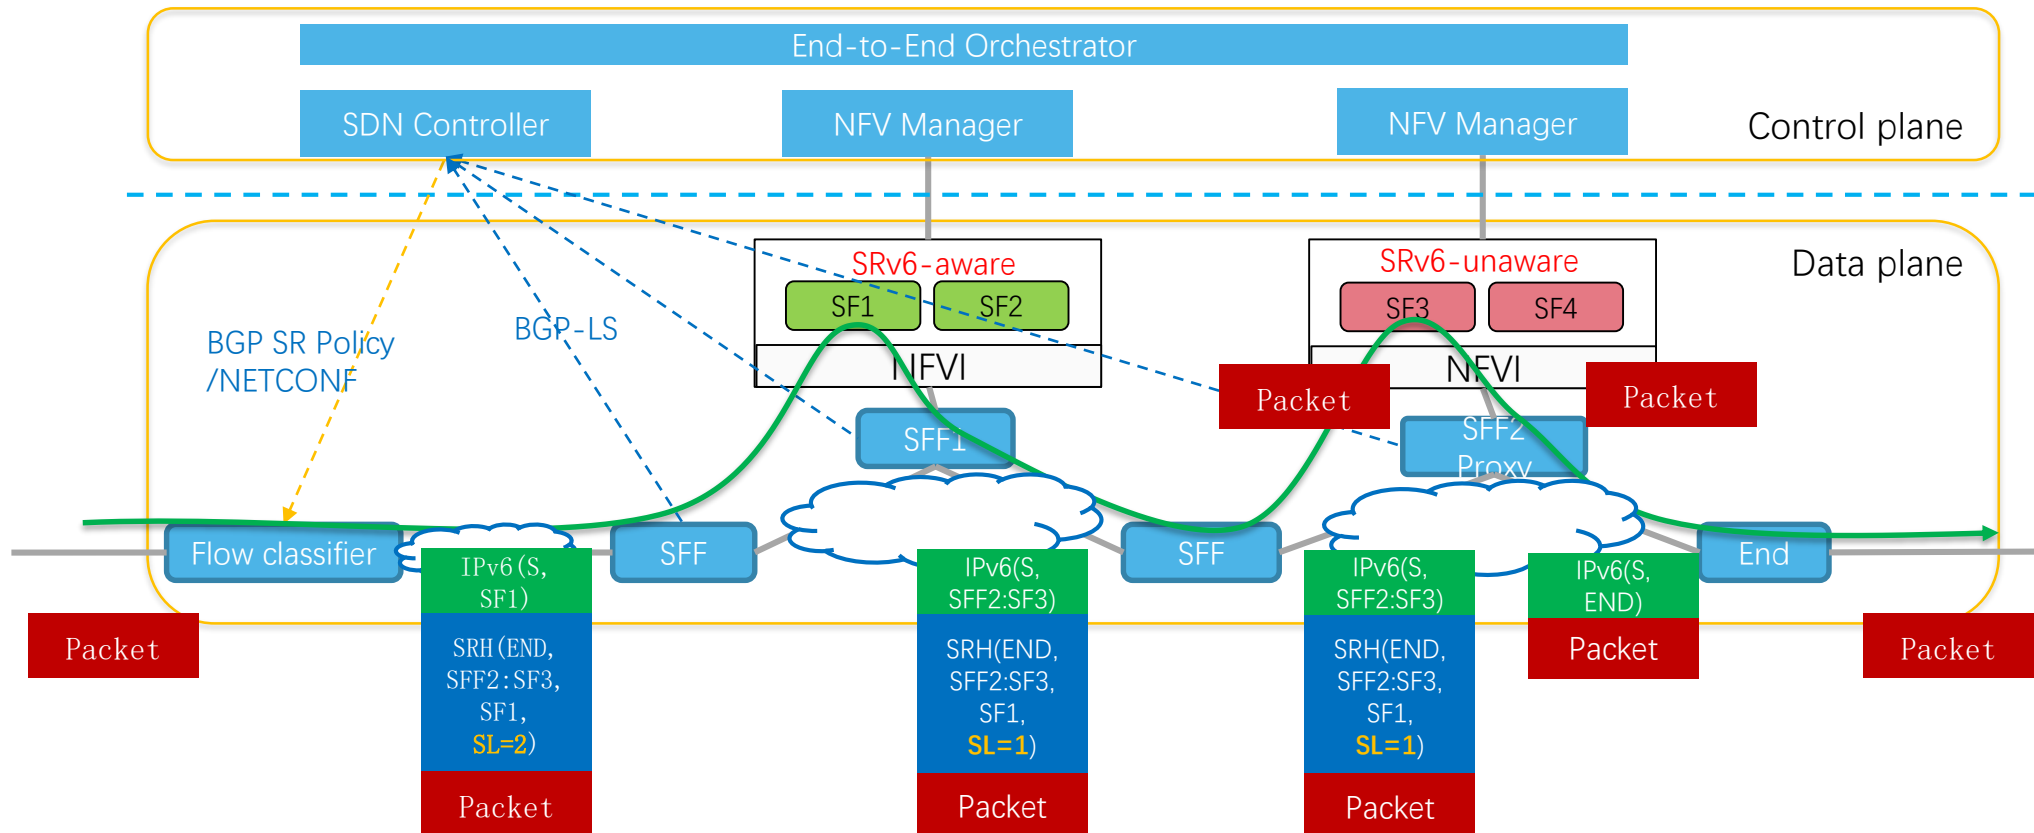 End-to-End Orchestrator
SDN Controller
NFV Manager
NFV Manager
Control plane
Data plane
SRv6-aware
SF1
SF2
NFVI
SRv6-unaware
SF3
SF4
NFVI
BGP SR Policy
/NETCONF
BGP-LS
Packet
Packet
SFF1
SFF2
Proxy
Flow classifier
SFF
SFF
End
Packet
IPv6(S,
SF1)
SRH(END,
SFF2:SF3,
SF1,
SL=2)
Packet
IPv6(S,
SFF2:SF3)
SRH(END,
SFF2:SF3,
SF1,
SL=1)
Packet
IPv6(S,
SFF2:SF3)
SRH(END,
SFF2:SF3,
SF1,
SL=1)
Packet
IPv6(S,
END)
Packet
Packet